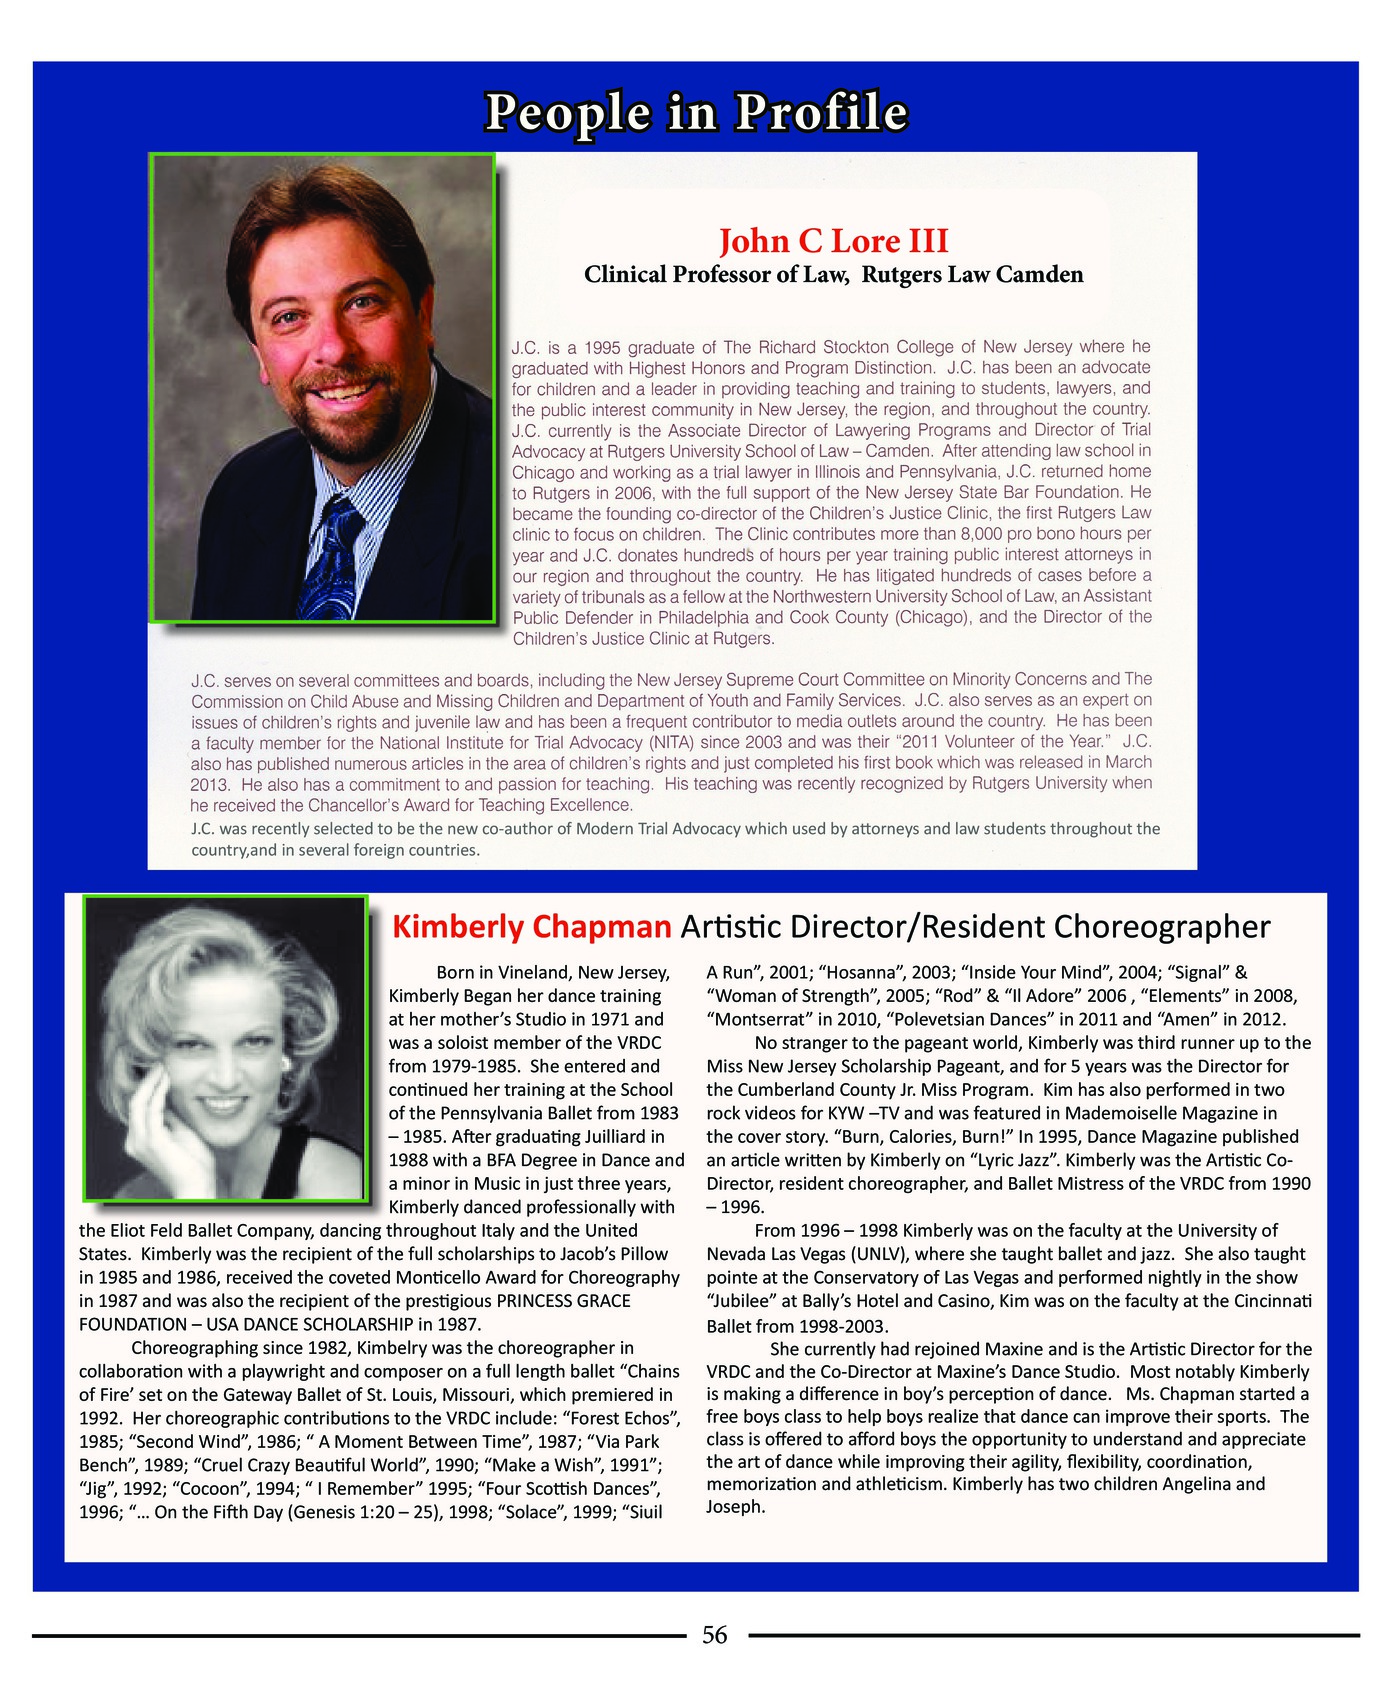 People in Profile
John C Lore III
Clinical Professor of Law,  Rutgers Law Camden
J.C. is a 1995 graduate of The Richard Stockton College of New Jersey where he
graduated with Highest Honors and Program Distinction.  J.C. has been an advocate
for children and a leader in providing teaching and training to students, lawyers, and
the public interest community in New Jersey, the region, and throughout the country.
J.C. currently is the Associate Director of Lawyering Programs and Director of Trial
Advocacy at Rutgers University School of Law – Camden.  After attending law school in
Chicago and working as a trial lawyer in Illinois and Pennsylvania, J.C. returned home
to Rutgers in 2006, with the full support of the New Jersey State Bar Foundation. He
became the founding co-director of the Children's Justice Clinic, the first Rutgers Law
clinic to focus on children.  The Clinic contributes more than 8,000 pro bono hours per
year and J.C. donates hundreds of hours per year training public interest attorneys in
our region and throughout the country.  He has litigated hundreds of cases before a
variety of tribunals as a fellow at the Northwestern University School of Law, an Assistant
Public Defender in Philadelphia and Cook County (Chicago), and the Director of the
Children's Justice Clinic at Rutgers.
J.C. serves on several committees and boards, including the New Jersey Supreme Court Committee on Minority Concerns and The
Commission on Child Abuse and Missing Children and Department of Youth and Family Services.  J.C. also serves as an expert on
issues of children's rights and juvenile law and has been a frequent contributor to media outlets around the country.  He has been
a faculty member for the National Institute for Trial Advocacy (NITA) since 2003 and was their “2011 Volunteer of the Year.”  J.C.
also has published numerous articles in the area of children's rights and just completed his first book which was released in March
2013.  He also has a commitment to and passion for teaching.  His teaching was recently recognized by Rutgers University when
he received the Chancellor's Award for Teaching Excellence.
J.C. was recently selected to be the new co-author of Modern Trial Advocacy which used by attorneys and law students throughout the
country,and in several foreign countries.
Kimberly Chapman Artistic Director/Resident Choreographer
Born in Vineland, New Jersey,
Kimberly Began her dance training
at her mother’s Studio in 1971 and
was a soloist member of the VRDC
from 1979-1985.  She entered and
continued her training at the School
of the Pennsylvania Ballet from 1983
– 1985. After graduating Juilliard in
1988 with a BFA Degree in Dance and
a minor in Music in just three years,
Kimberly danced professionally with
the Eliot Feld Ballet Company, dancing throughout Italy and the United
States.  Kimberly was the recipient of the full scholarships to Jacob’s Pillow
in 1985 and 1986, received the coveted Monticello Award for Choreography
in 1987 and was also the recipient of the prestigious PRINCESS GRACE
FOUNDATION – USA DANCE SCHOLARSHIP in 1987.
Choreographing since 1982, Kimbelry was the choreographer in
collaboration with a playwright and composer on a full length ballet “Chains
of Fire’ set on the Gateway Ballet of St. Louis, Missouri, which premiered in
1992.  Her choreographic contributions to the VRDC include: “Forest Echos”,
1985; “Second Wind”, 1986; “ A Moment Between Time”, 1987; “Via Park
Bench”, 1989; “Cruel Crazy Beautiful World”, 1990; “Make a Wish”, 1991”;
“Jig”, 1992; “Cocoon”, 1994; “ I Remember” 1995; “Four Scottish Dances”,
1996; “… On the Fifth Day (Genesis 1:20 – 25), 1998; “Solace”, 1999; “Siuil
A Run”, 2001; “Hosanna”, 2003; “Inside Your Mind”, 2004; “Signal” &
“Woman of Strength”, 2005; “Rod” & “Il Adore” 2006 , “Elements” in 2008,
“Montserrat” in 2010, “Polevetsian Dances” in 2011 and “Amen” in 2012.
No stranger to the pageant world, Kimberly was third runner up to the
Miss New Jersey Scholarship Pageant, and for 5 years was the Director for
the Cumberland County Jr. Miss Program.  Kim has also performed in two
rock videos for KYW –TV and was featured in Mademoiselle Magazine in
the cover story. “Burn, Calories, Burn!” In 1995, Dance Magazine published
an article written by Kimberly on “Lyric Jazz”. Kimberly was the Artistic Co-
Director, resident choreographer, and Ballet Mistress of the VRDC from 1990
– 1996.
From 1996 – 1998 Kimberly was on the faculty at the University of
Nevada Las Vegas (UNLV), where she taught ballet and jazz.  She also taught
pointe at the Conservatory of Las Vegas and performed nightly in the show
“Jubilee” at Bally’s Hotel and Casino, Kim was on the faculty at the Cincinnati
Ballet from 1998-2003.
She currently had rejoined Maxine and is the Artistic Director for the
VRDC and the Co-Director at Maxine’s Dance Studio.  Most notably Kimberly
is making a difference in boy’s perception of dance.   Ms. Chapman started a
free boys class to help boys realize that dance can improve their sports.  The
class is offered to afford boys the opportunity to understand and appreciate
the art of dance while improving their agility, flexibility, coordination,
memorization and athleticism. Kimberly has two children Angelina and
Joseph.
56